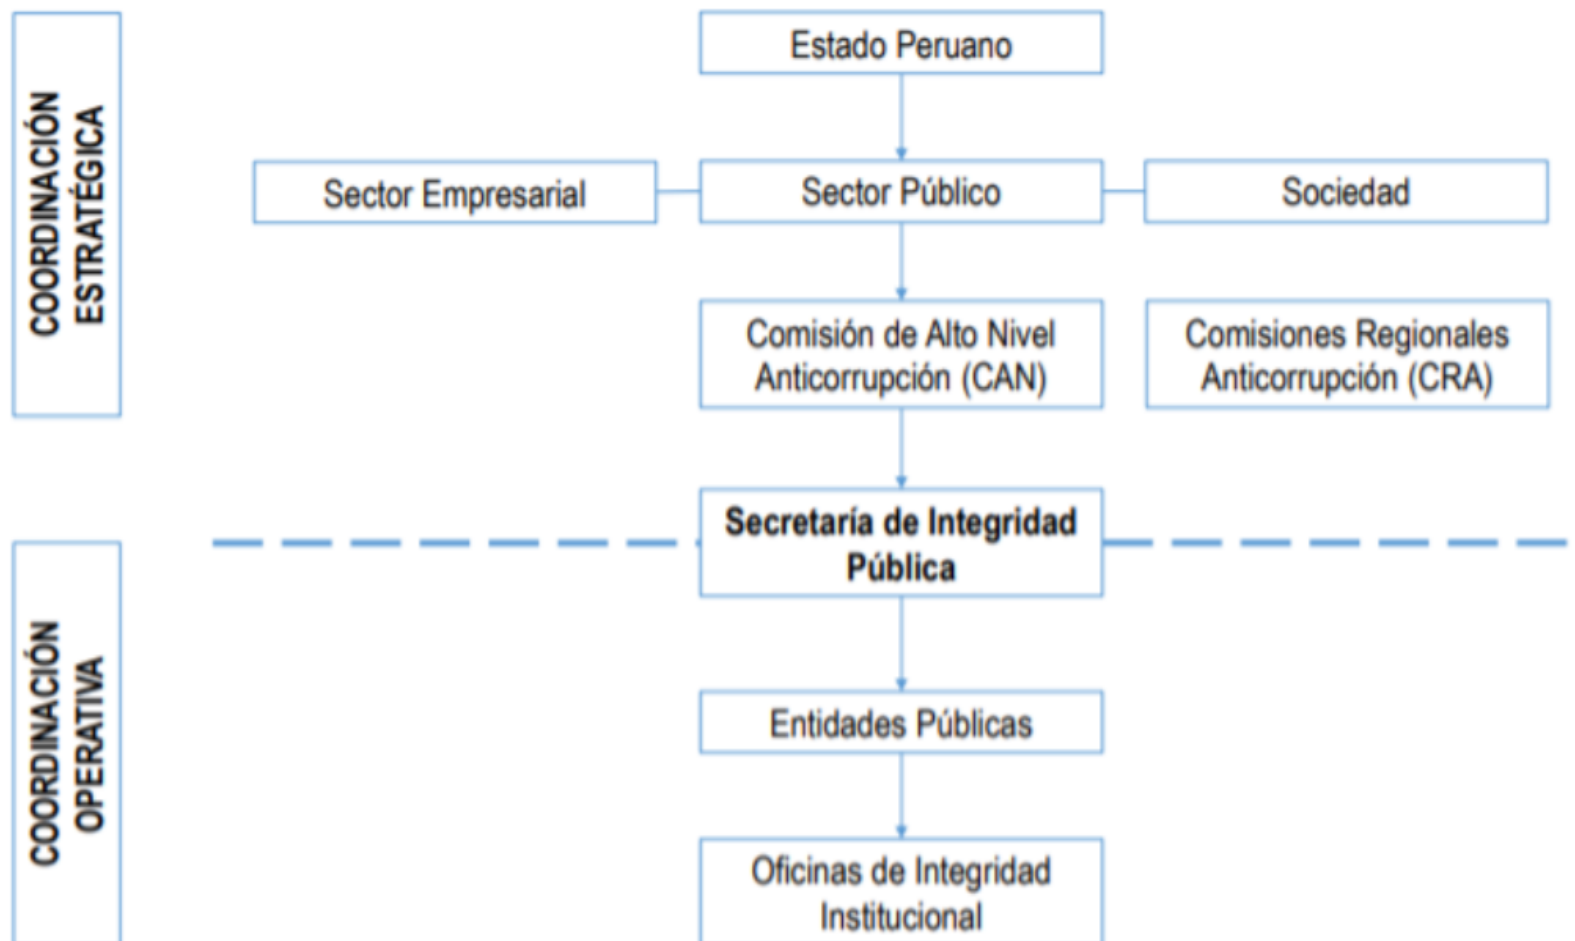 COORDINACIÓN
ESTRATÉGICA
Estado Peruano
Sector Empresarial
Sector Público
Sociedad
Comisión de Alto Nivel
Anticorrupción (CAN)
Comisiones Regionales
Anticorrupción (CRA)
Secretaría de Integridad
Pública
COORDINACIÓN
OPERATIVA
Entidades Públicas
Oficinas de Integridad
Institucional